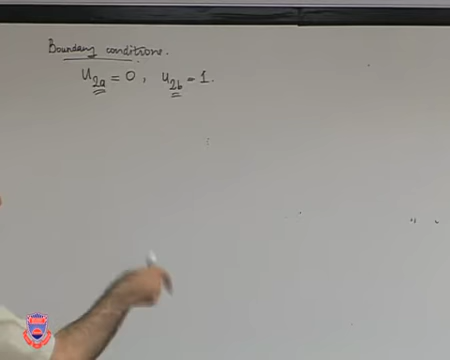 Boundary conditions.
u₂ₐ = 0, u₂b = 1.